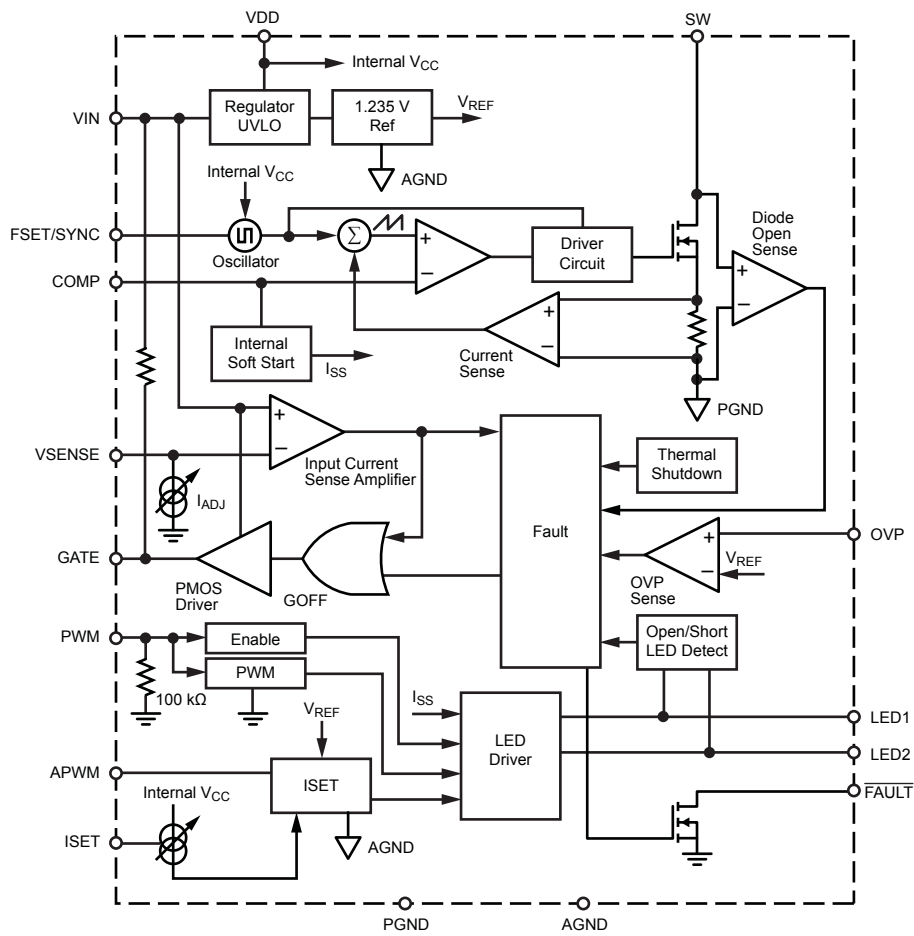 VDD
SW
Internal VCC
VIN
Regulator
UVLO
1.235 V
Ref
VREF
AGND
Internal VCC
FSET/SYNC
Oscillator
Σ
+
−
Driver
Circuit
Diode
Open
Sense
+
−
COMP
Internal
Soft Start
ISS
Current
Sense
+
−
PGND
VSENSE
+
−
Input Current
Sense Amplifier
IADJ
Fault
Thermal
Shutdown
GATE
PMOS
Driver
GOFF
+
−
VREF
OVP
Sense
OVP
PWM
Enable
PWM
100 kΩ
Open/Short
LED Detect
ISS
VREF
LED
Driver
LED1
LED2
APWM
ISET
Internal VCC
AGND
ISET
FAULT
PGND
AGND